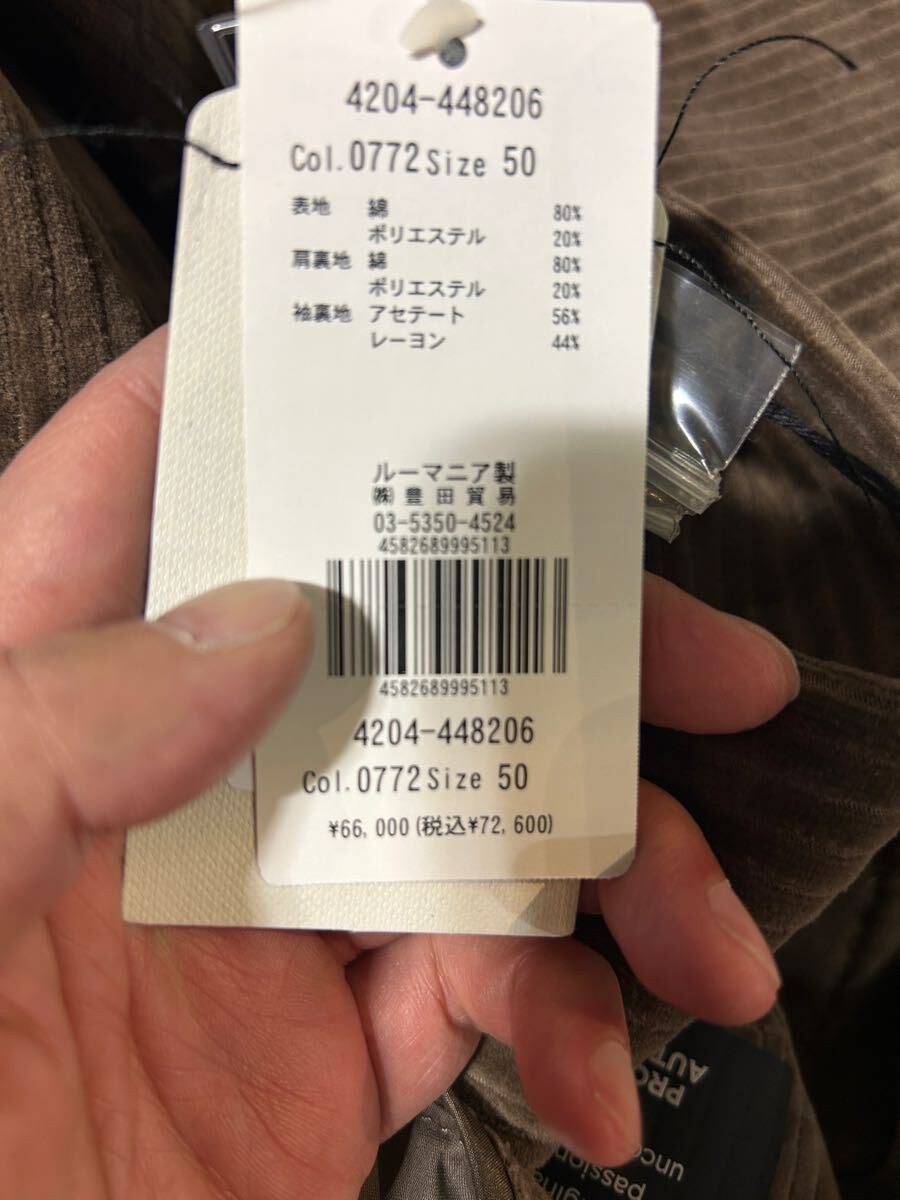 4204-448206
Col.0772 Size 50
表地 綿 80%
ポリエステル 20%
肩裏地 綿 80%
ポリエステル 20%
袖裏地 アセテート 56%
レーヨン 44%
ルーマニア製
㈱豊田貿易
03-5350-4524
4582689995113
4582689995113
4204-448206
Col.0772 Size 50
¥66,000(税込¥72,600)
passion